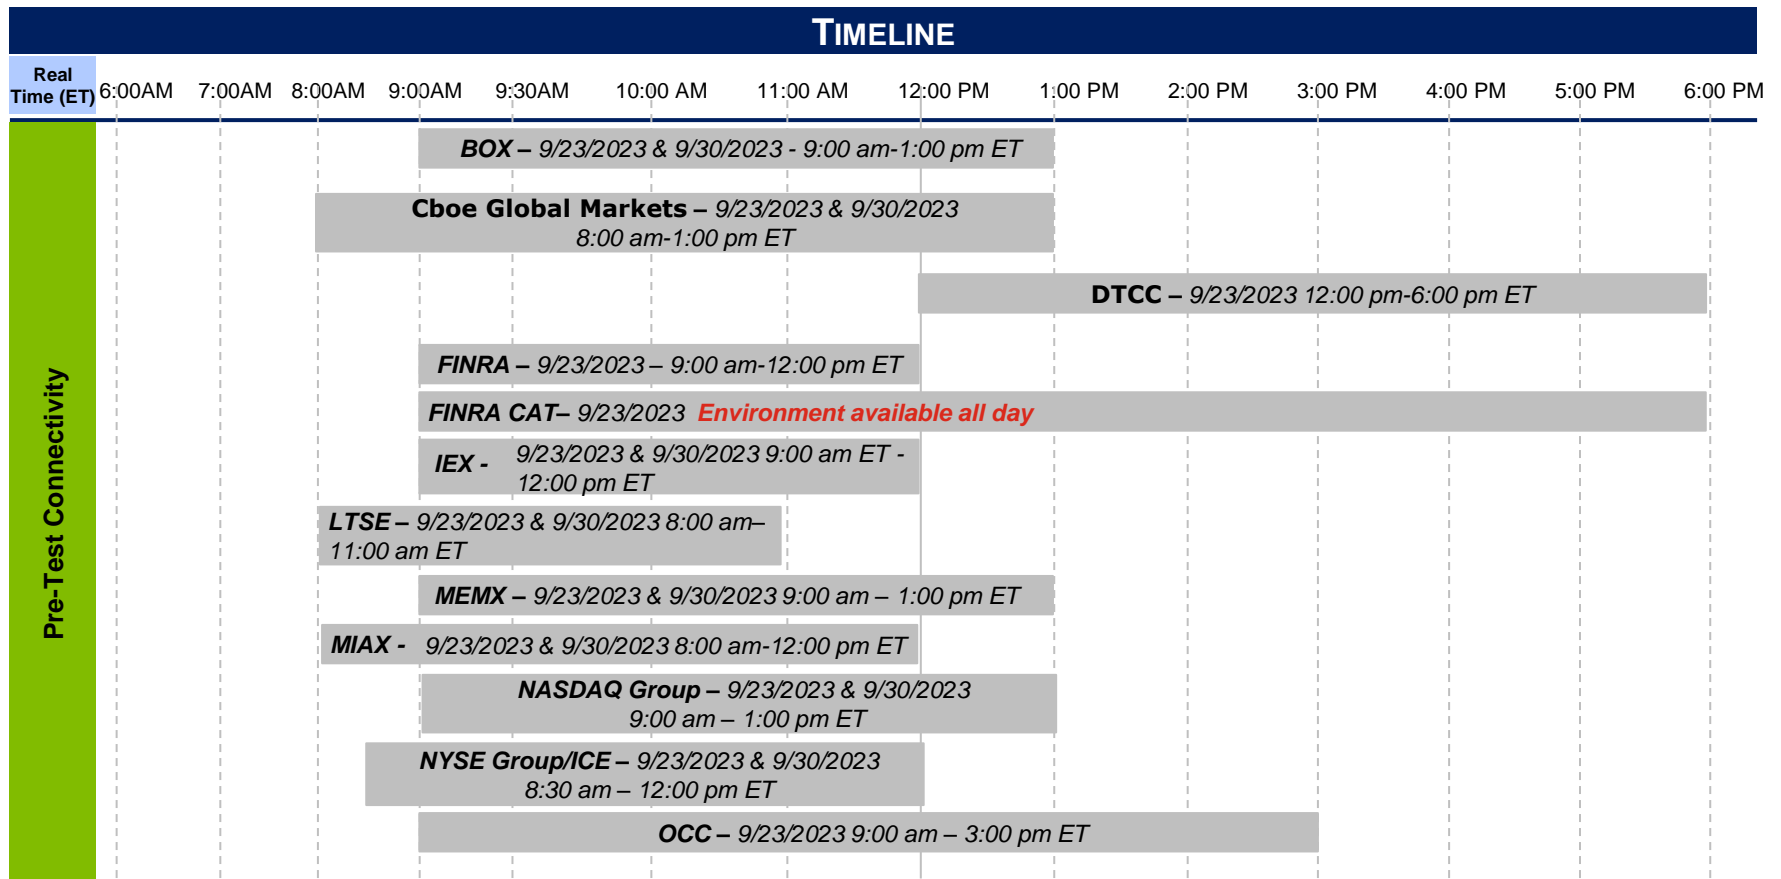 TIMELINE
Real
Time (ET)
6:00AM 7:00AM 8:00AM 9:00AM 9:30AM 10:00 AM 11:00 AM 12:00 PM 1:00 PM 2:00 PM 3:00 PM 4:00 PM 5:00 PM 6:00 PM
Pre-Test Connectivity
BOX – 9/23/2023 & 9/30/2023 - 9:00 am-1:00 pm ET
Cboe Global Markets – 9/23/2023 & 9/30/2023
8:00 am-1:00 pm ET
DTCC – 9/23/2023 12:00 pm-6:00 pm ET
FINRA – 9/23/2023 – 9:00 am-12:00 pm ET
FINRA CAT– 9/23/2023 Environment available all day
IEX - 9/23/2023 & 9/30/2023 9:00 am ET -
12:00 pm ET
LTSE – 9/23/2023 & 9/30/2023 8:00 am–
11:00 am ET
MEMX – 9/23/2023 & 9/30/2023 9:00 am – 1:00 pm ET
MIAX - 9/23/2023 & 9/30/2023 8:00 am-12:00 pm ET
NASDAQ Group – 9/23/2023 & 9/30/2023
9:00 am – 1:00 pm ET
NYSE Group/ICE – 9/23/2023 & 9/30/2023
8:30 am – 12:00 pm ET
OCC – 9/23/2023 9:00 am – 3:00 pm ET